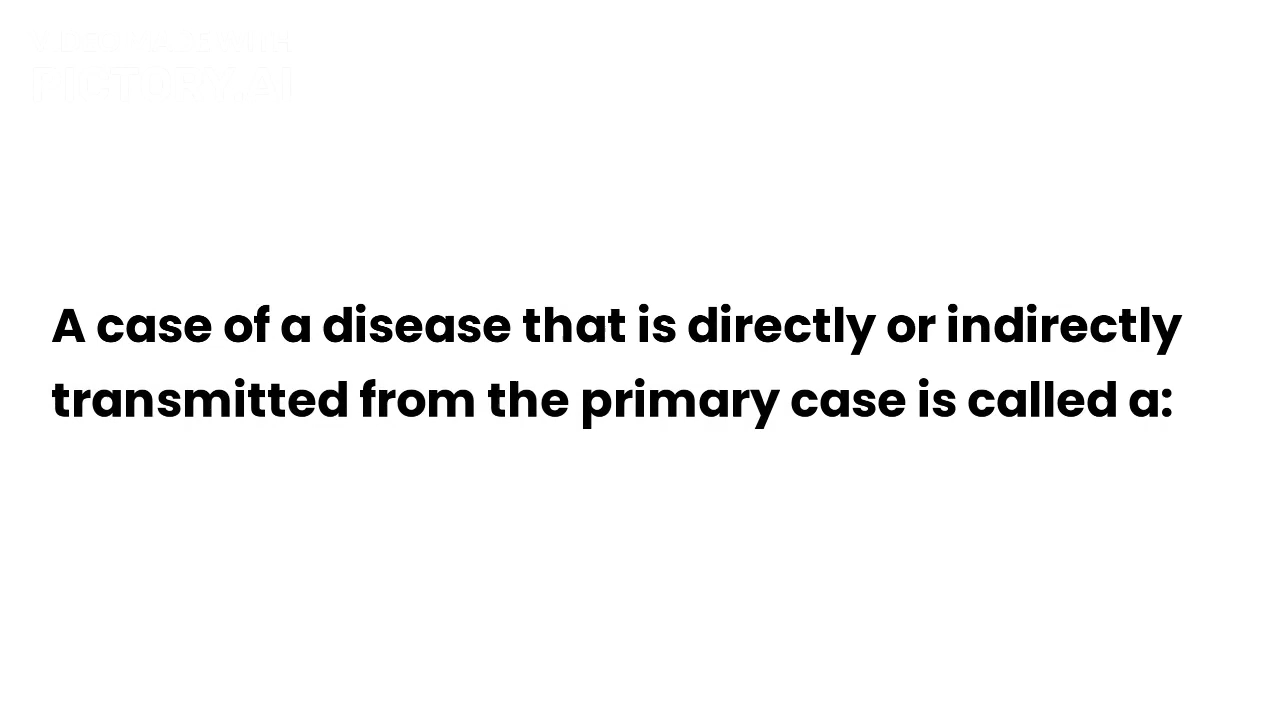 A case of a disease that is directly or indirectly
transmitted from the primary case is called a: